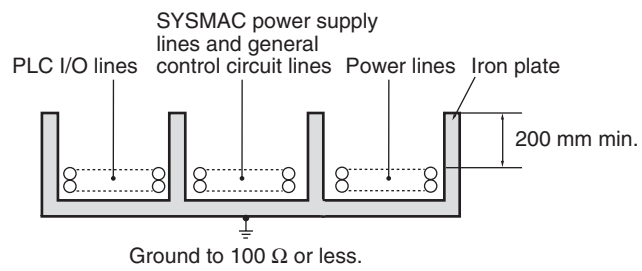 SYSMAC power supply
lines and general
PLC I/O lines control circuit lines Power lines Iron plate
200 mm min.
Ground to 100 Ω or less.